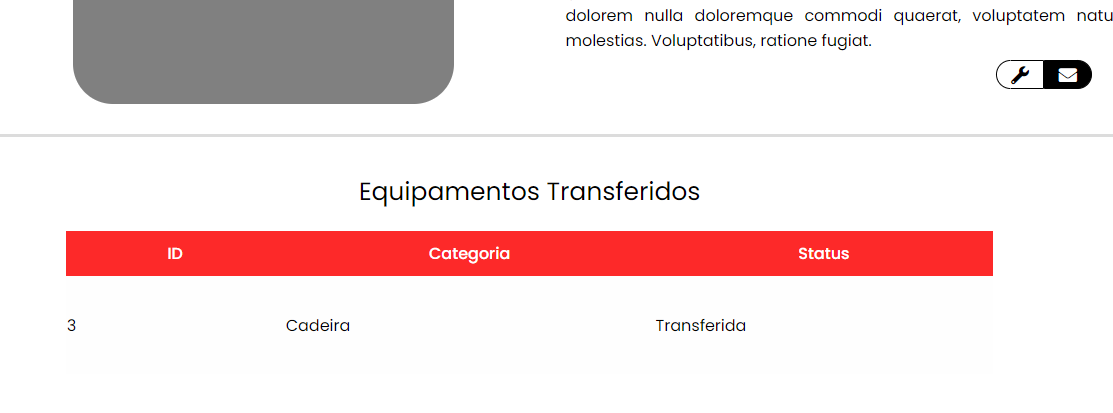 dolorem nulla doloremque commodi quaerat, voluptatem natu
molestias. Voluptatibus, ratione fugiat.
Equipamentos Transferidos
ID Categoria Status
3 Cadeira Transferida